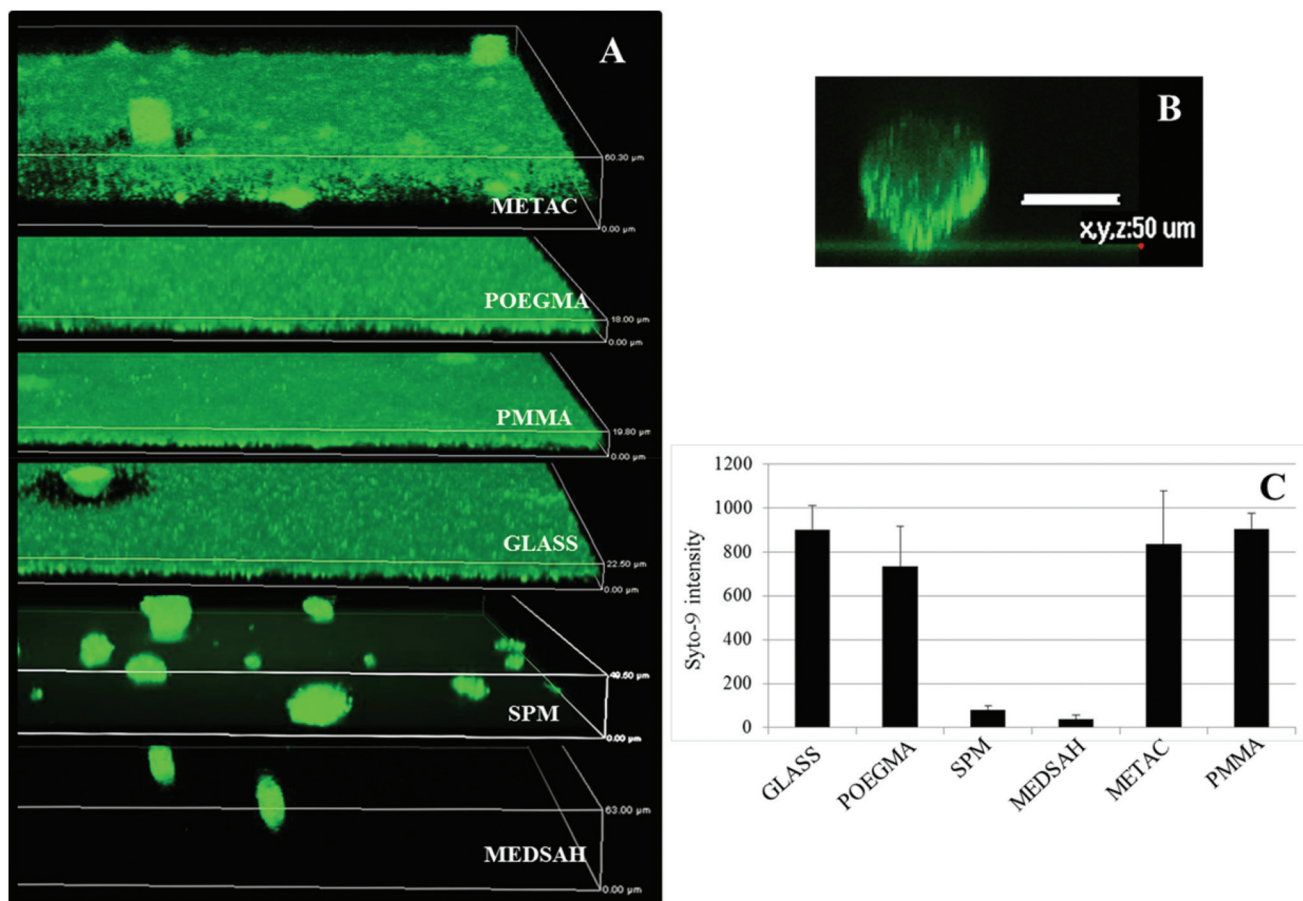 A
60.30 µm
METAC
0.00 µm
POEGMA
18.00 µm
0.00 µm
PMMA
19.80 µm
0.00 µm
GLASS
22.50 µm
0.00 µm
49.50 µm
SPM
0.00 µm
63.00 µm
MEDSAH
0.00 µm
B
x,y,z:50 um
C
Syto-9 intensity
1200
1000
800
600
400
200
0
GLASS
POEGMA
SPM
MEDSAH
METAC
PMMA